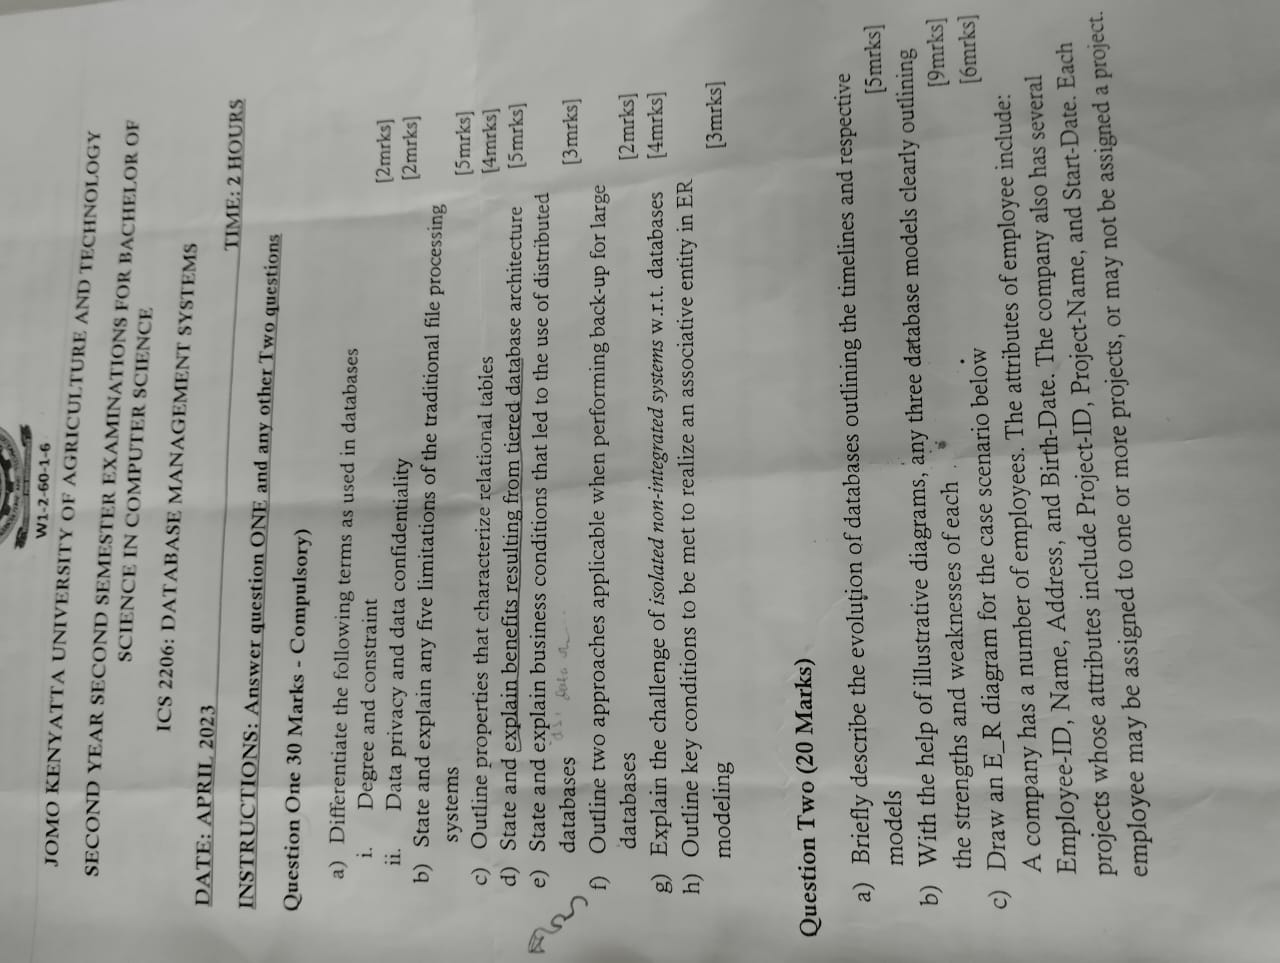 W1-2-60-1-6
JOMO KENYATTA UNIVERSITY OF AGRICULTURE AND TECHNOLOGY
SECOND YEAR SECOND SEMESTER EXAMINATIONS FOR BACHELOR OF
SCIENCE IN COMPUTER SCIENCE
ICS 2206: DATABASE MANAGEMENT SYSTEMS
DATE: APRIL 2023 TIME: 2 HOURS
INSTRUCTIONS: Answer question ONE and any other Two questions
Question One 30 Marks - Compulsory)
a) Differentiate the following terms as used in databases
i. Degree and constraint [2mrks]
ii. Data privacy and data confidentiality [2mrks]
b) State and explain any five limitations of the traditional file processing
systems [5mrks]
c) Outline properties that characterize relational tables [4mrks]
d) State and explain benefits resulting from tiered database architecture [5mrks]
e) State and explain business conditions that led to the use of distributed
databases [3mrks]
f) Outline two approaches applicable when performing back-up for large
databases [2mrks]
g) Explain the challenge of isolated non-integrated systems w.r.t. databases [4mrks]
h) Outline key conditions to be met to realize an associative entity in ER
modeling [3mrks]
Question Two (20 Marks)
a) Briefly describe the evolution of databases outlining the timelines and respective
models [5mrks]
b) With the help of illustrative diagrams, any three database models clearly outlining
the strengths and weaknesses of each [9mrks]
c) Draw an E_R diagram for the case scenario below [6mrks]
A company has a number of employees. The attributes of employee include:
Employee-ID, Name, Address, and Birth-Date. The company also has several
projects whose attributes include Project-ID, Project-Name, and Start-Date. Each
employee may be assigned to one or more projects, or may not be assigned a project.